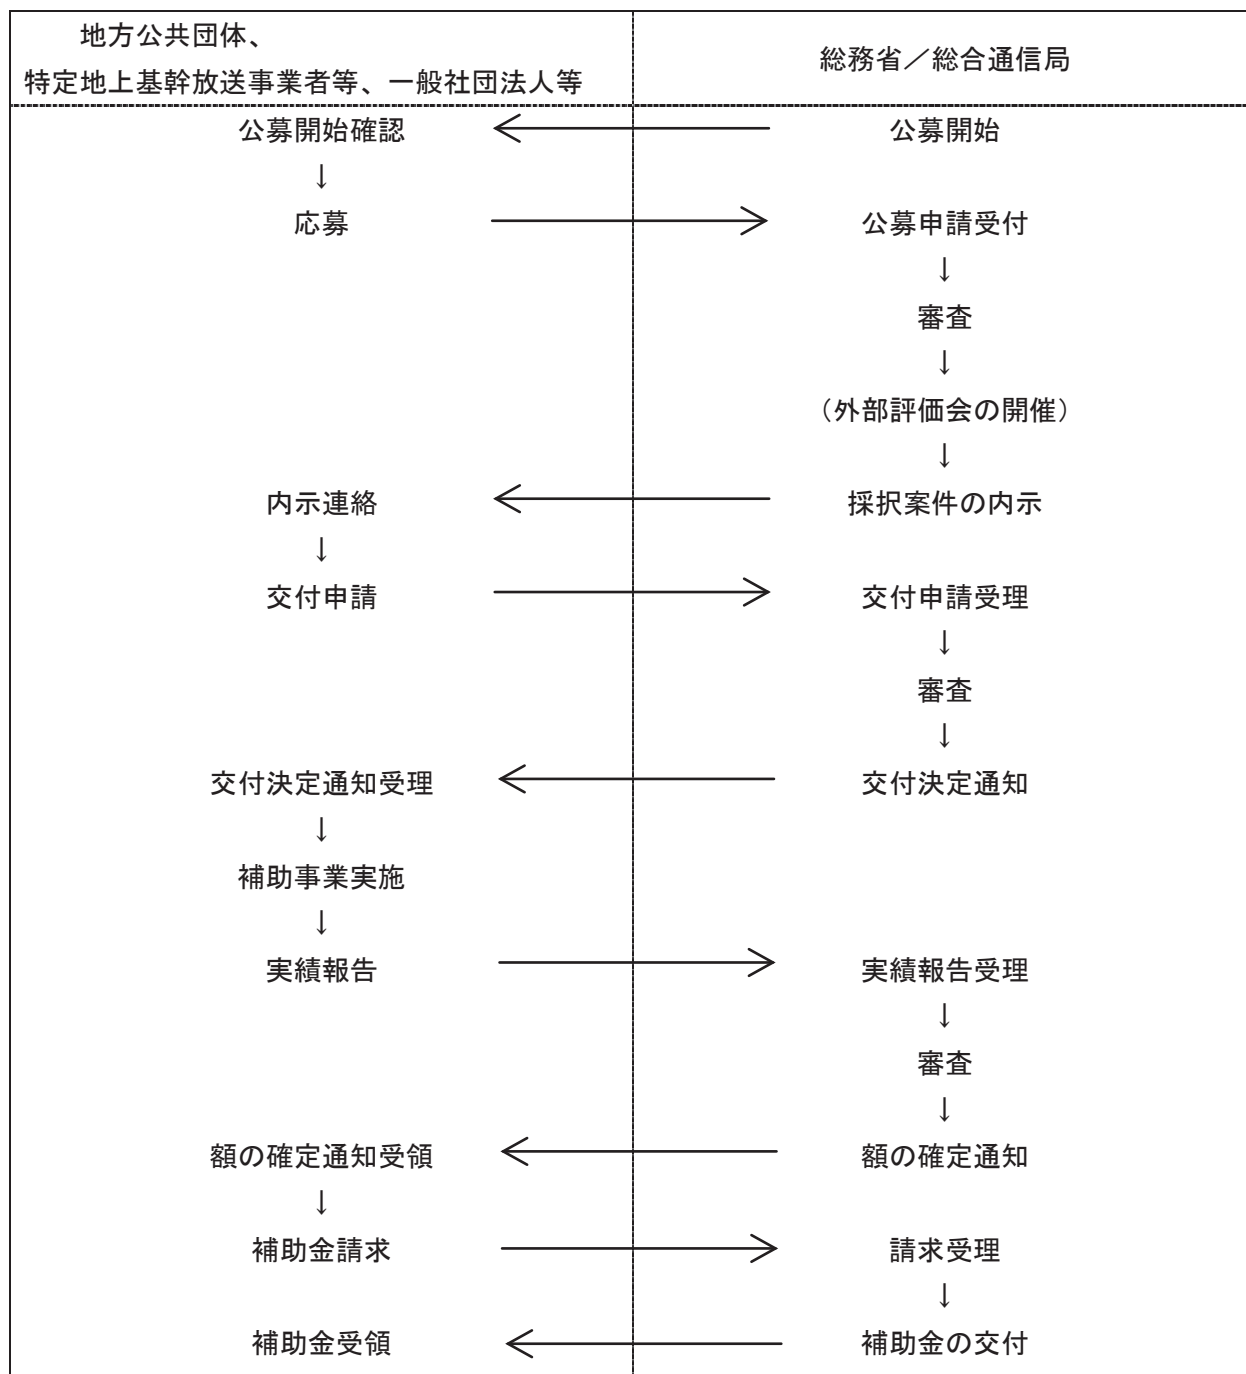 地方公共団体、
特定地上基幹放送事業者等、一般社団法人等
総務省／総合通信局
公募開始確認
公募開始
↓
応募
公募申請受付
↓
審査
↓
（外部評価会の開催）
↓
内示連絡
採択案件の内示
↓
交付申請
交付申請受理
↓
審査
↓
交付決定通知受理
交付決定通知
↓
補助事業実施
↓
実績報告
実績報告受理
↓
審査
↓
額の確定通知受領
額の確定通知
↓
補助金請求
請求受理
↓
補助金受領
補助金の交付